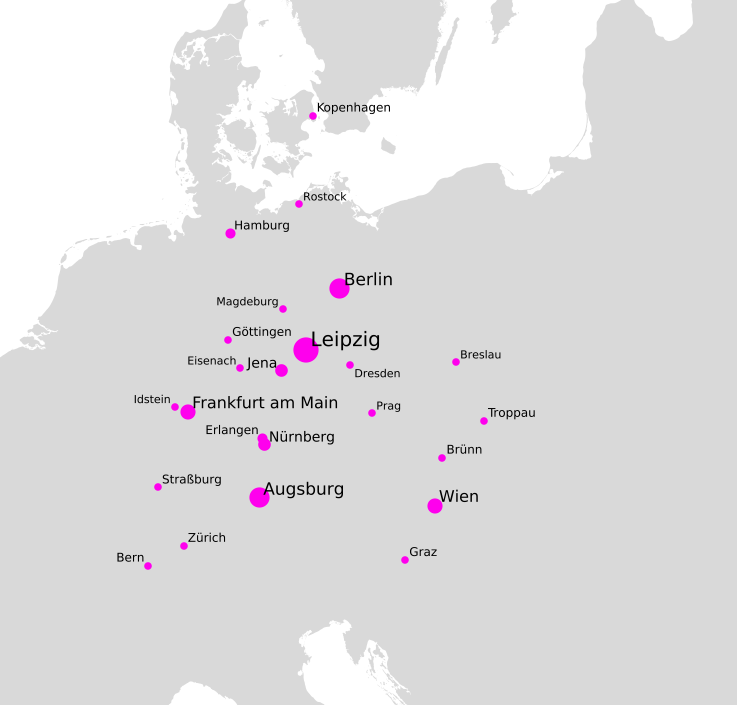 Kopenhagen
Rostock
Hamburg
Berlin
Magdeburg
Göttingen
Leipzig
Eisenach
Jena
Dresden
Breslau
Idstein
Frankfurt am Main
Prag
Troppau
Erlangen
Nürnberg
Brünn
Straßburg
Augsburg
Wien
Zürich
Bern
Graz